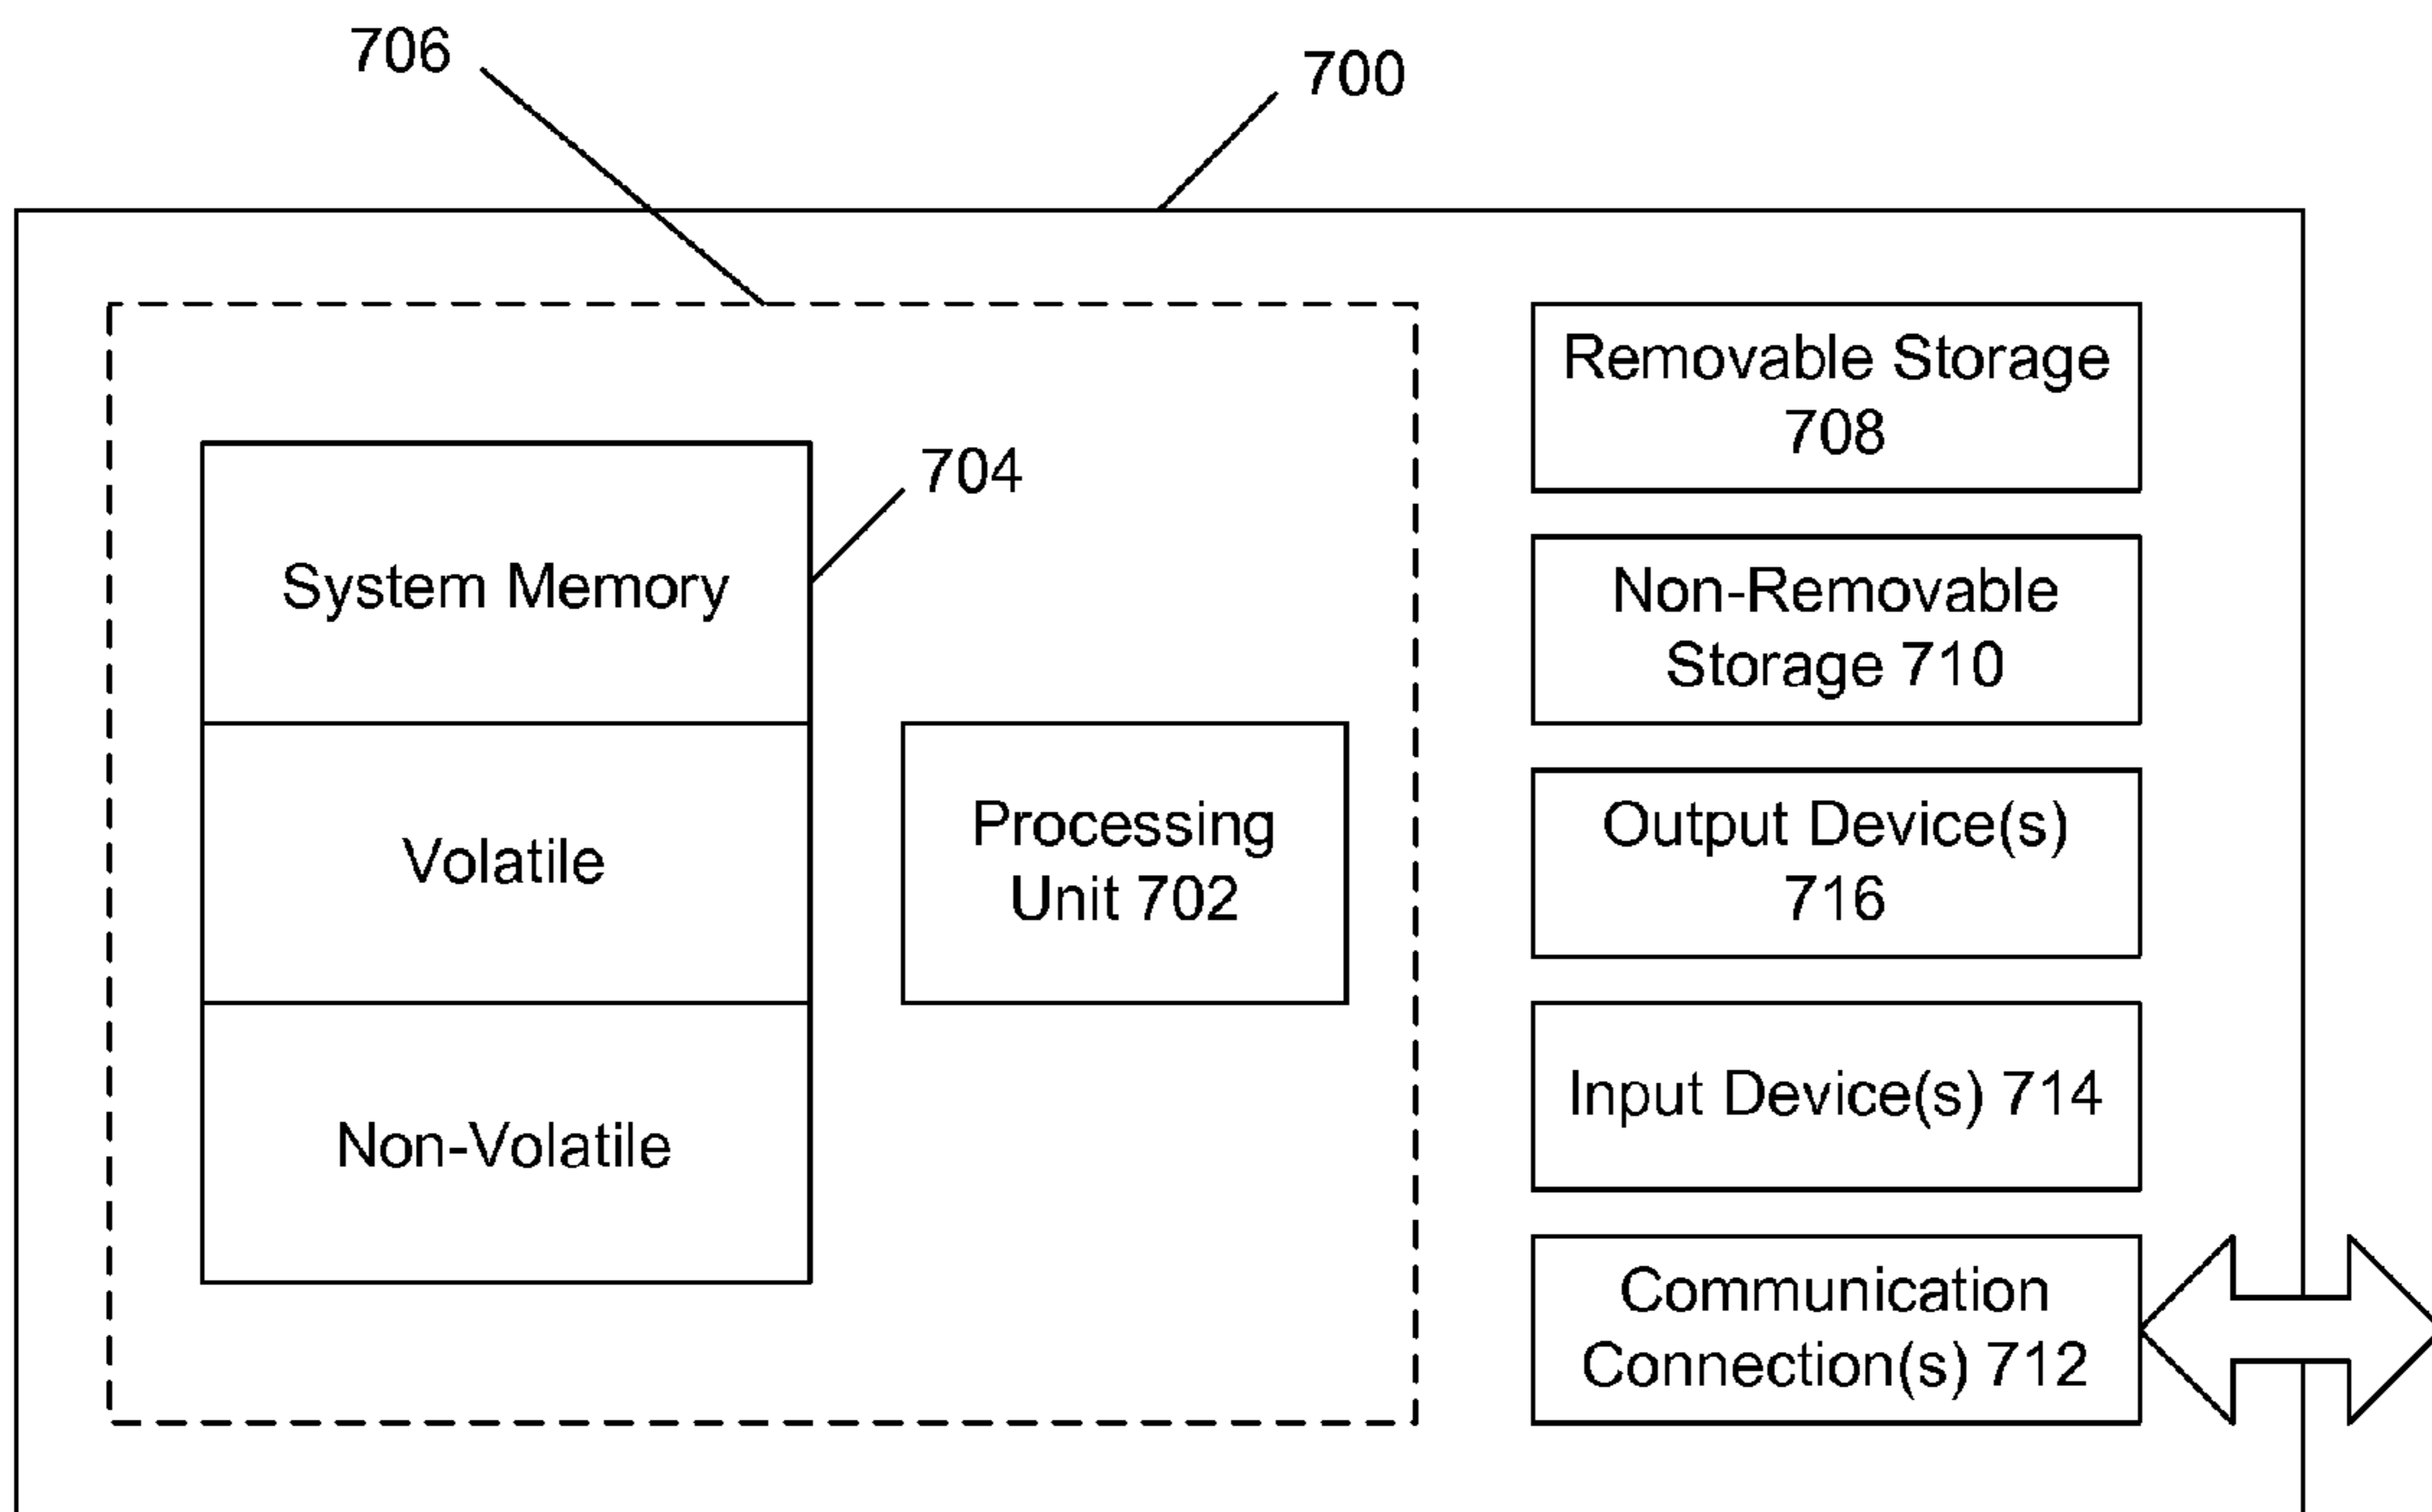 706
700
Removable Storage
708
704
System Memory
Non-Removable
Storage 710
Volatile
Processing
Unit 702
Output Device(s)
716
Non-Volatile
Input Device(s) 714
Communication
Connection(s) 712